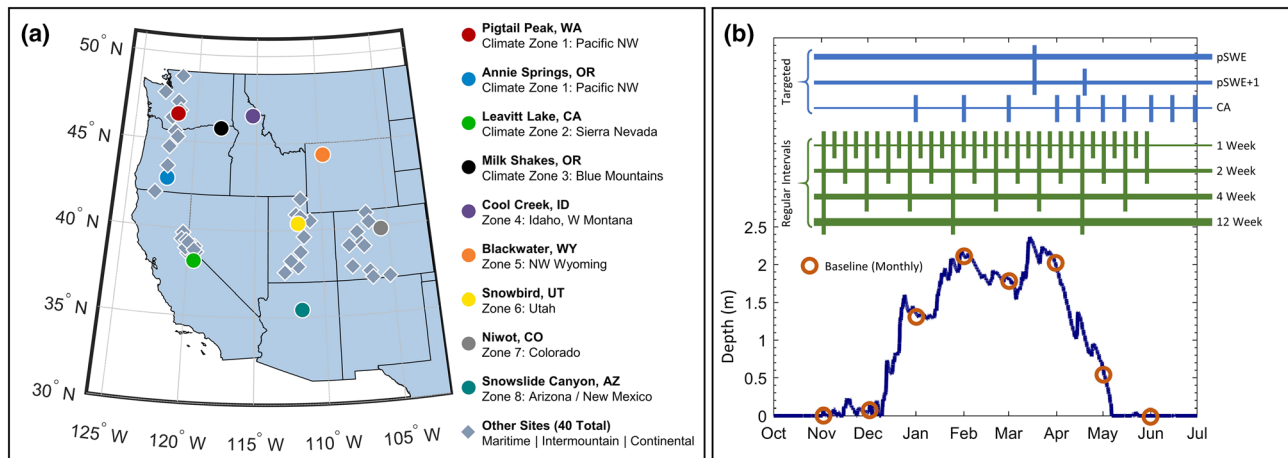 (a)
50° N
45° N
40° N
35° N
30° N
125° W
120° W
115° W
110° W
105° W
Pigtail Peak, WA
Climate Zone 1: Pacific NW
Annie Springs, OR
Climate Zone 1: Pacific NW
Leavitt Lake, CA
Climate Zone 2: Sierra Nevada
Milk Shakes, OR
Climate Zone 3: Blue Mountains
Cool Creek, ID
Zone 4: Idaho, W Montana
Blackwater, WY
Zone 5: NW Wyoming
Snowbird, UT
Zone 6: Utah
Niwot, CO
Zone 7: Colorado
Snowslide Canyon, AZ
Zone 8: Arizona / New Mexico
Other Sites (40 Total)
Maritime | Intermountain | Continental
(b)
Targeted
pSWE
pSWE+1
CA
Regular Intervals
1 Week
2 Week
4 Week
12 Week
Baseline (Monthly)
Depth (m)
2.5
2
1.5
1
0.5
0
Oct Nov Dec Jan Feb Mar Apr May Jun Jul